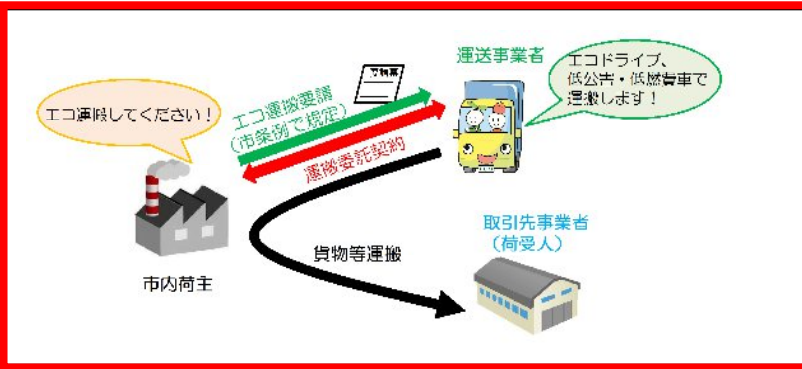 運送事業者
エコドライブ、
低公害・低燃費車で
運搬します！
エコ運搬してください！
エコ運搬要請
（市条例で規定）
運搬委託契約
取引先事業者
（荷受人）
貨物等運搬
市内荷主